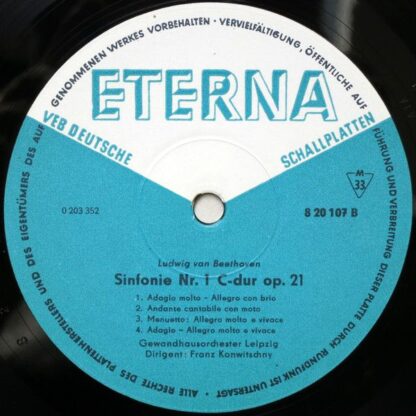 ALLE RECHTE DES PLATTENHERSTELLERS UND DES EIGENTÜMERS DES AUFGENOMMENEN WERKES VORBEHALTEN · VERVIELFÄLTIGUNG, ÖFFENTLICHE AUFFÜHRUNG UND VERBREITUNG DIESER PLATTE DURCH RUNDFUNK IST UNTERSAGT ·
ETERNA
VEB DEUTSCHE SCHALLPLATTEN
M
33
0 203 352
8 20 107 B
Ludwig van Beethoven
Sinfonie Nr. 1 C-dur op. 21
1. Adagio molto – Allegro con brio
2. Andante cantabile con moto
3. Menuetto: Allegro molto e vivace
4. Adagio – Allegro molto e vivace
Gewandhausorchester Leipzig
Dirigent: Franz Konwitschny